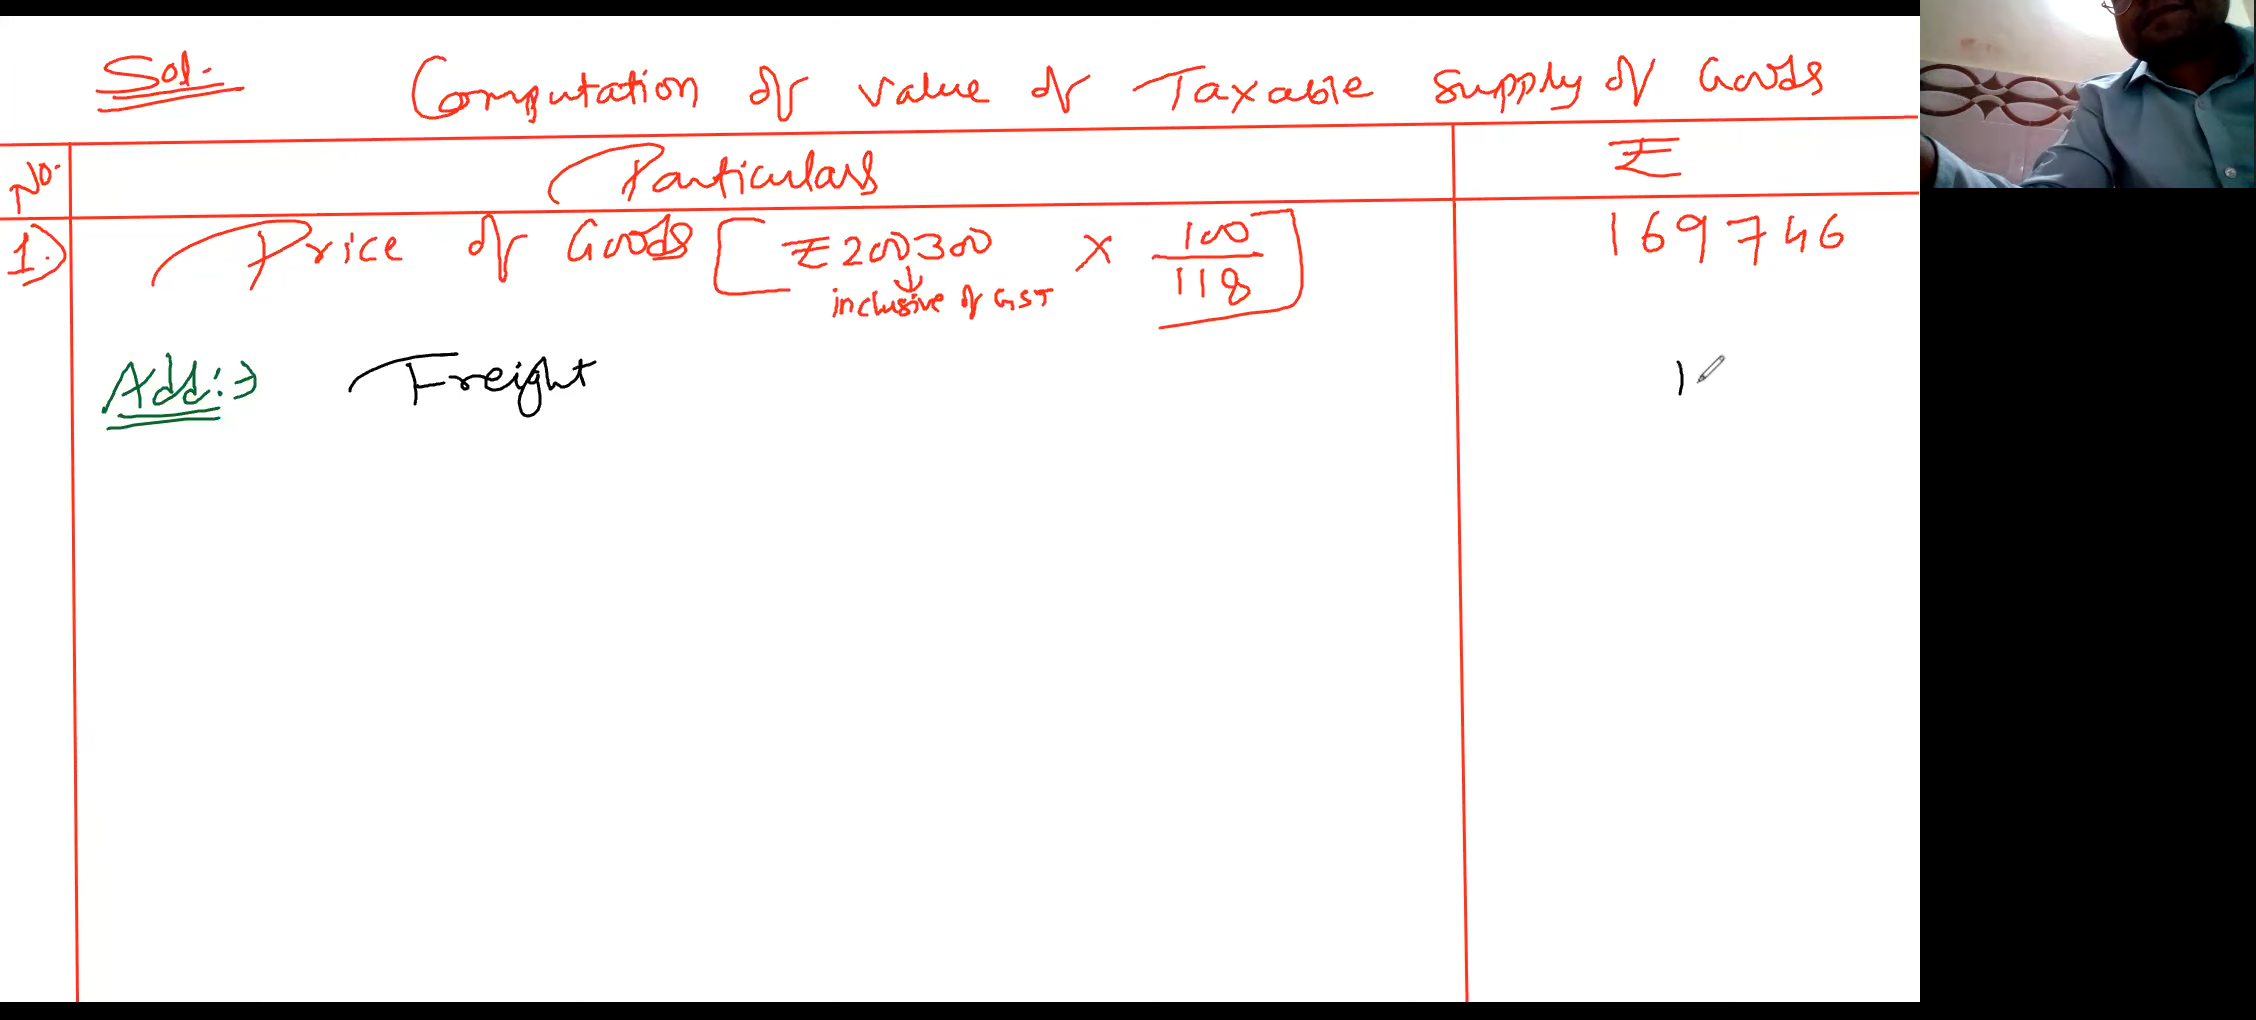 Sol. Computation of value of Taxable supply of Goods
No. Particulars ₹
1.) Price of Goods [₹200300 × 100/118] 169746
inclusive of GST
Add:→ Freight 1